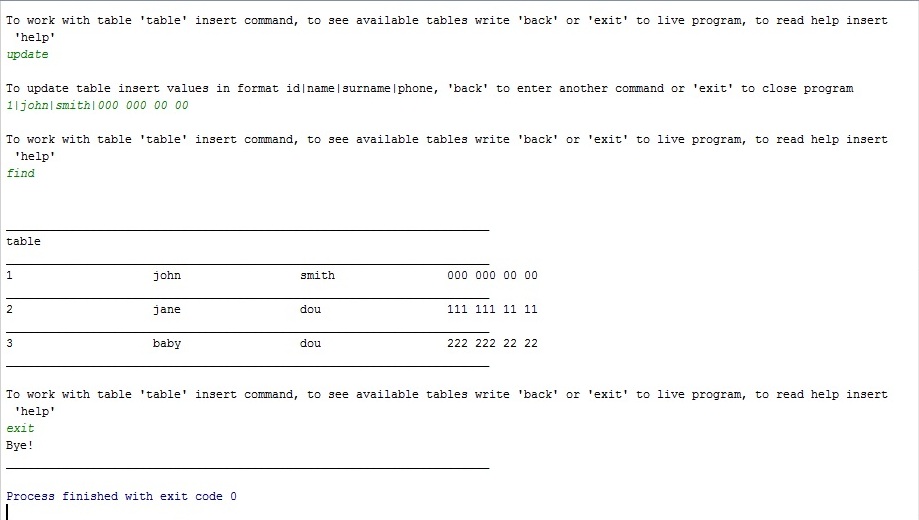 To work with table 'table' insert command, to see available tables write 'back' or 'exit' to live program, to read help insert
'help'
update
To update table insert values in format id|name|surname|phone, 'back' to enter another command or 'exit' to close program
1|john|smith|000 000 00 00
To work with table 'table' insert command, to see available tables write 'back' or 'exit' to live program, to read help insert
'help'
find
table
1 john smith 000 000 00 00
2 jane dou 111 111 11 11
3 baby dou 222 222 22 22
To work with table 'table' insert command, to see available tables write 'back' or 'exit' to live program, to read help insert
'help'
exit
Bye!
Process finished with exit code 0